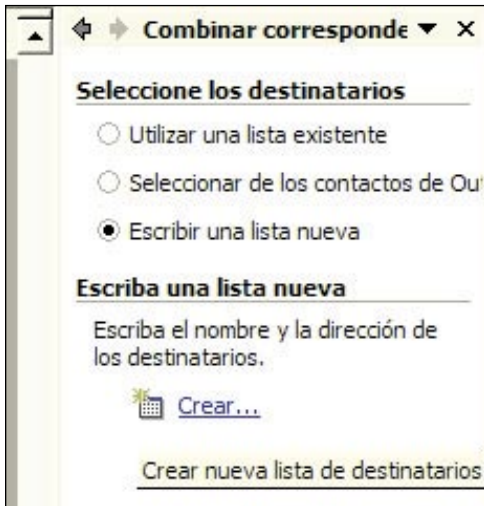 Combinar corresponde
Seleccione los destinatarios
Utilizar una lista existente
Seleccionar de los contactos de Ou
Escribir una lista nueva
Escriba una lista nueva
Escriba el nombre y la dirección de
los destinatarios.
Crear...
Crear nueva lista de destinatarios